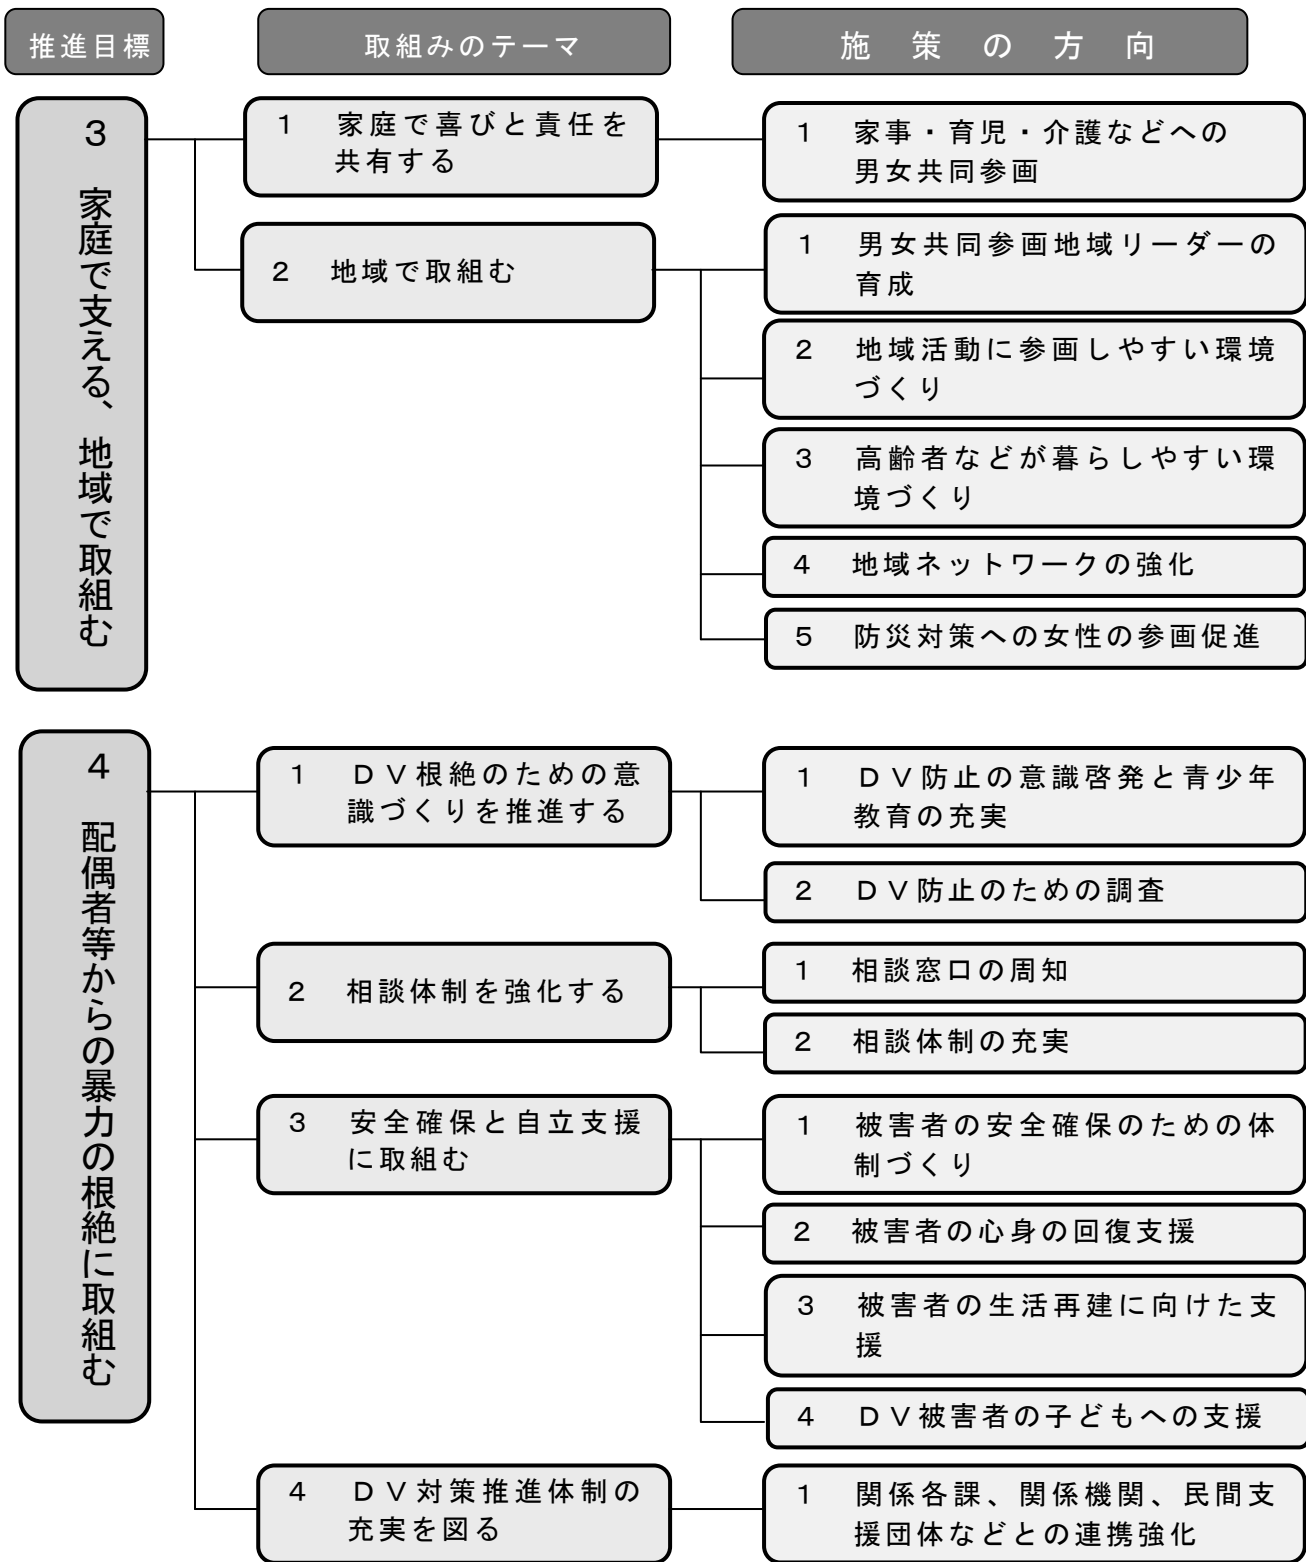 推進目標
取組みのテーマ
施策の方向
3　家庭で支える、地域で取組む
1　家庭で喜びと責任を
共有する
1　家事・育児・介護などへの
男女共同参画
2　地域で取組む
1　男女共同参画地域リーダーの
育成
2　地域活動に参画しやすい環境
づくり
3　高齢者などが暮らしやすい環
境づくり
4　地域ネットワークの強化
5　防災対策への女性の参画促進
4　配偶者等からの暴力の根絶に取組む
1　ＤＶ根絶のための意
識づくりを推進する
1　ＤＶ防止の意識啓発と青少年
教育の充実
2　ＤＶ防止のための調査
2　相談体制を強化する
1　相談窓口の周知
2　相談体制の充実
3　安全確保と自立支援
に取組む
1　被害者の安全確保のための体
制づくり
2　被害者の心身の回復支援
3　被害者の生活再建に向けた支
援
4　ＤＶ被害者の子どもへの支援
4　ＤＶ対策推進体制の
充実を図る
1　関係各課、関係機関、民間支
援団体などとの連携強化